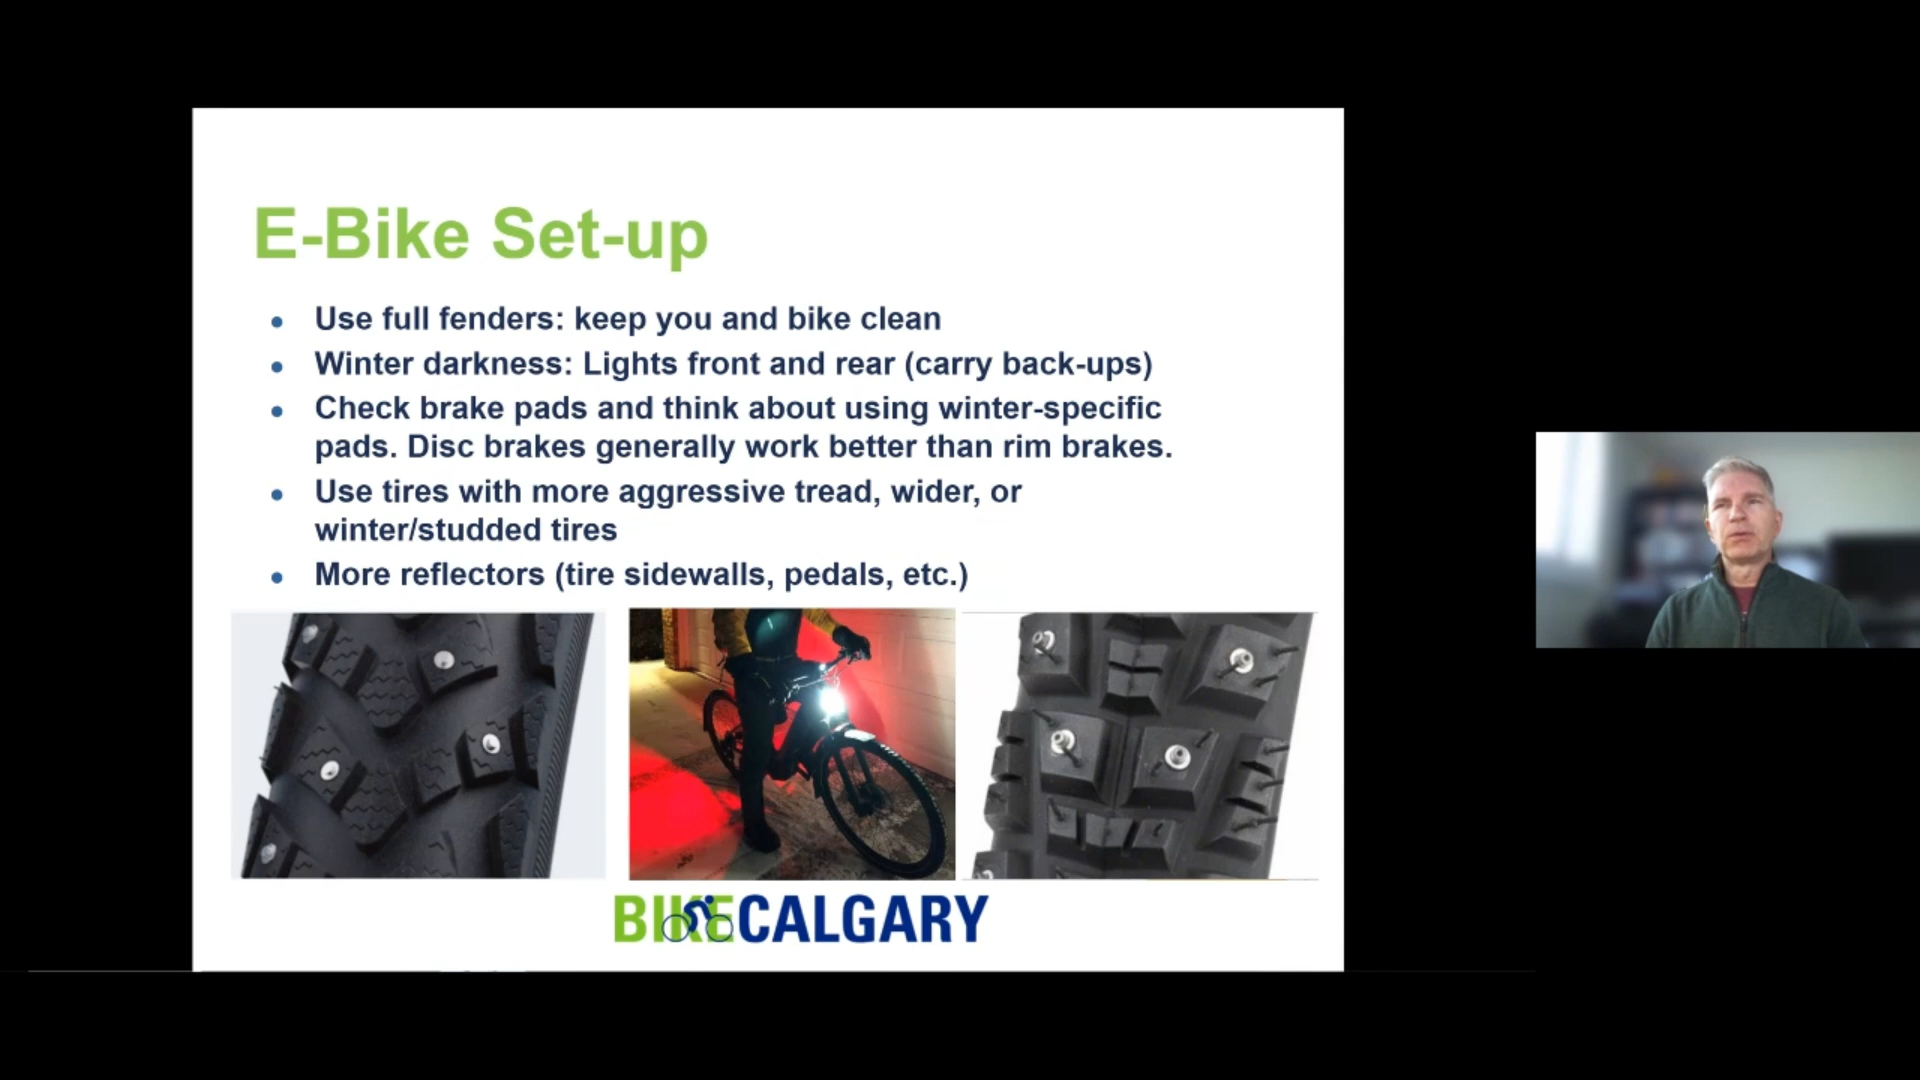 E-Bike Set-up
Use full fenders: keep you and bike clean
Winter darkness: Lights front and rear (carry back-ups)
Check brake pads and think about using winter-specific
pads. Disc brakes generally work better than rim brakes.
Use tires with more aggressive tread, wider, or
winter/studded tires
More reflectors (tire sidewalls, pedals, etc.)
BIKECALGARY